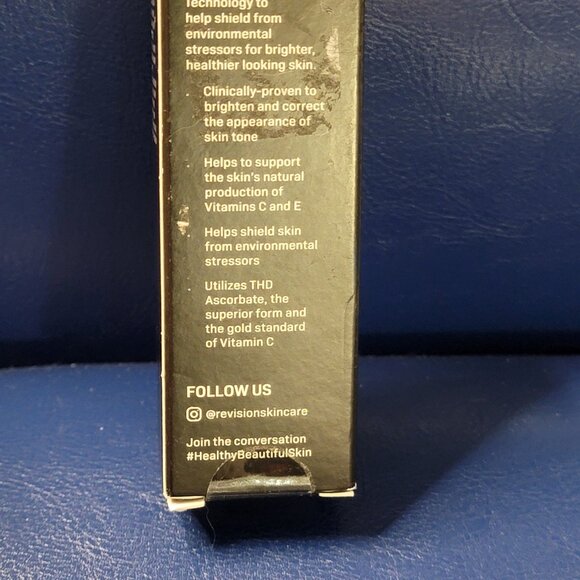 Technology to
help shield from
environmental
stressors for brighter,
healthier looking skin.
Clinically-proven to
brighten and correct
the appearance of
skin tone
Helps to support
the skin's natural
production of
Vitamins C and E
Helps shield skin
from environmental
stressors
Utilizes THD
Ascorbate, the
superior form and
the gold standard
of Vitamin C
FOLLOW US
@revisionskincare
Join the conversation
#HealthyBeautifulSkin